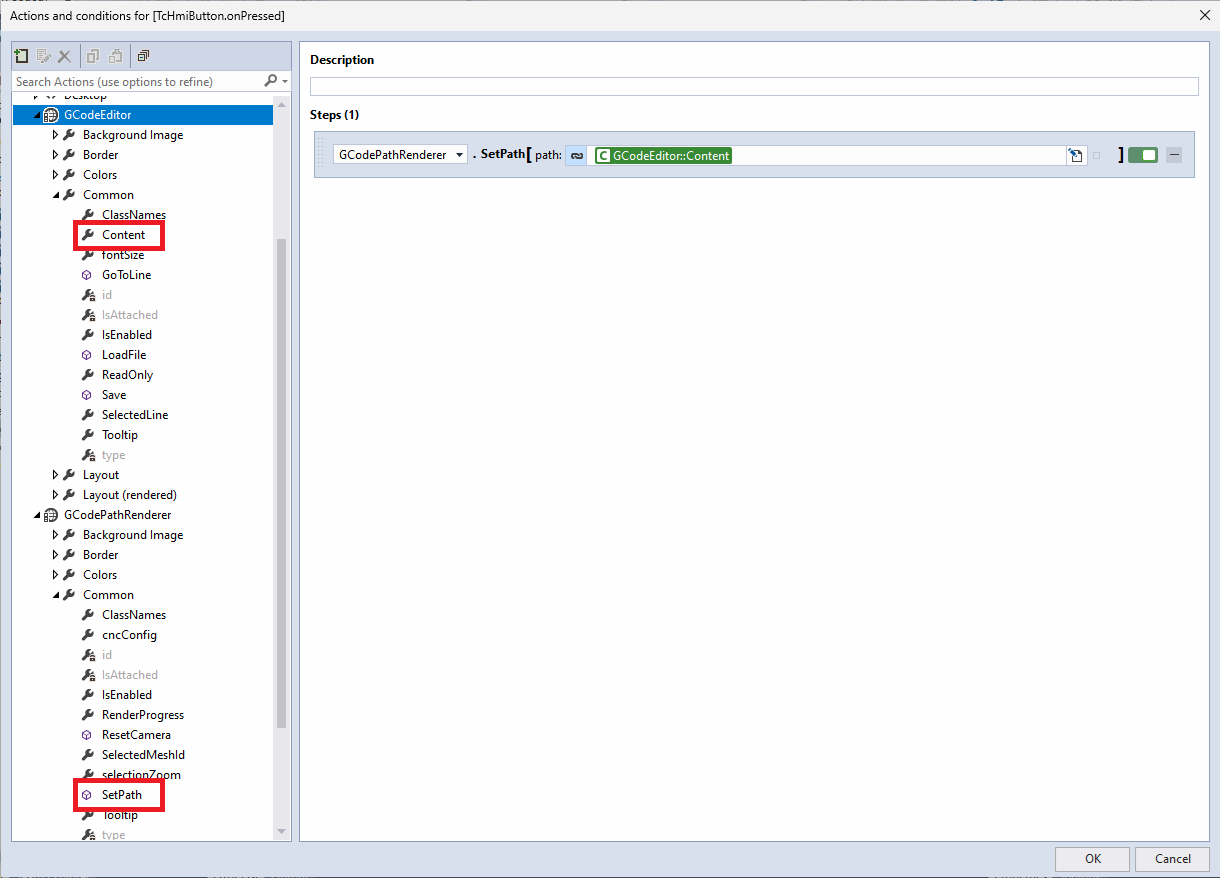 Actions and conditions for [TcHmiButton.onPressed]
Search Actions (use options to refine)
Desktop
GCodeEditor
Background Image
Border
Colors
Common
ClassNames
Content
fontSize
GoToLine
id
IsAttached
IsEnabled
LoadFile
ReadOnly
Save
SelectedLine
Tooltip
type
Layout
Layout (rendered)
GCodePathRenderer
Background Image
Border
Colors
Common
ClassNames
cncConfig
id
IsAttached
IsEnabled
RenderProgress
ResetCamera
SelectedMeshId
selectionZoom
SetPath
Tooltip
type
Description
Steps (1)
GCodePathRenderer . SetPath[ path: C GCodeEditor::Content ]
OK Cancel